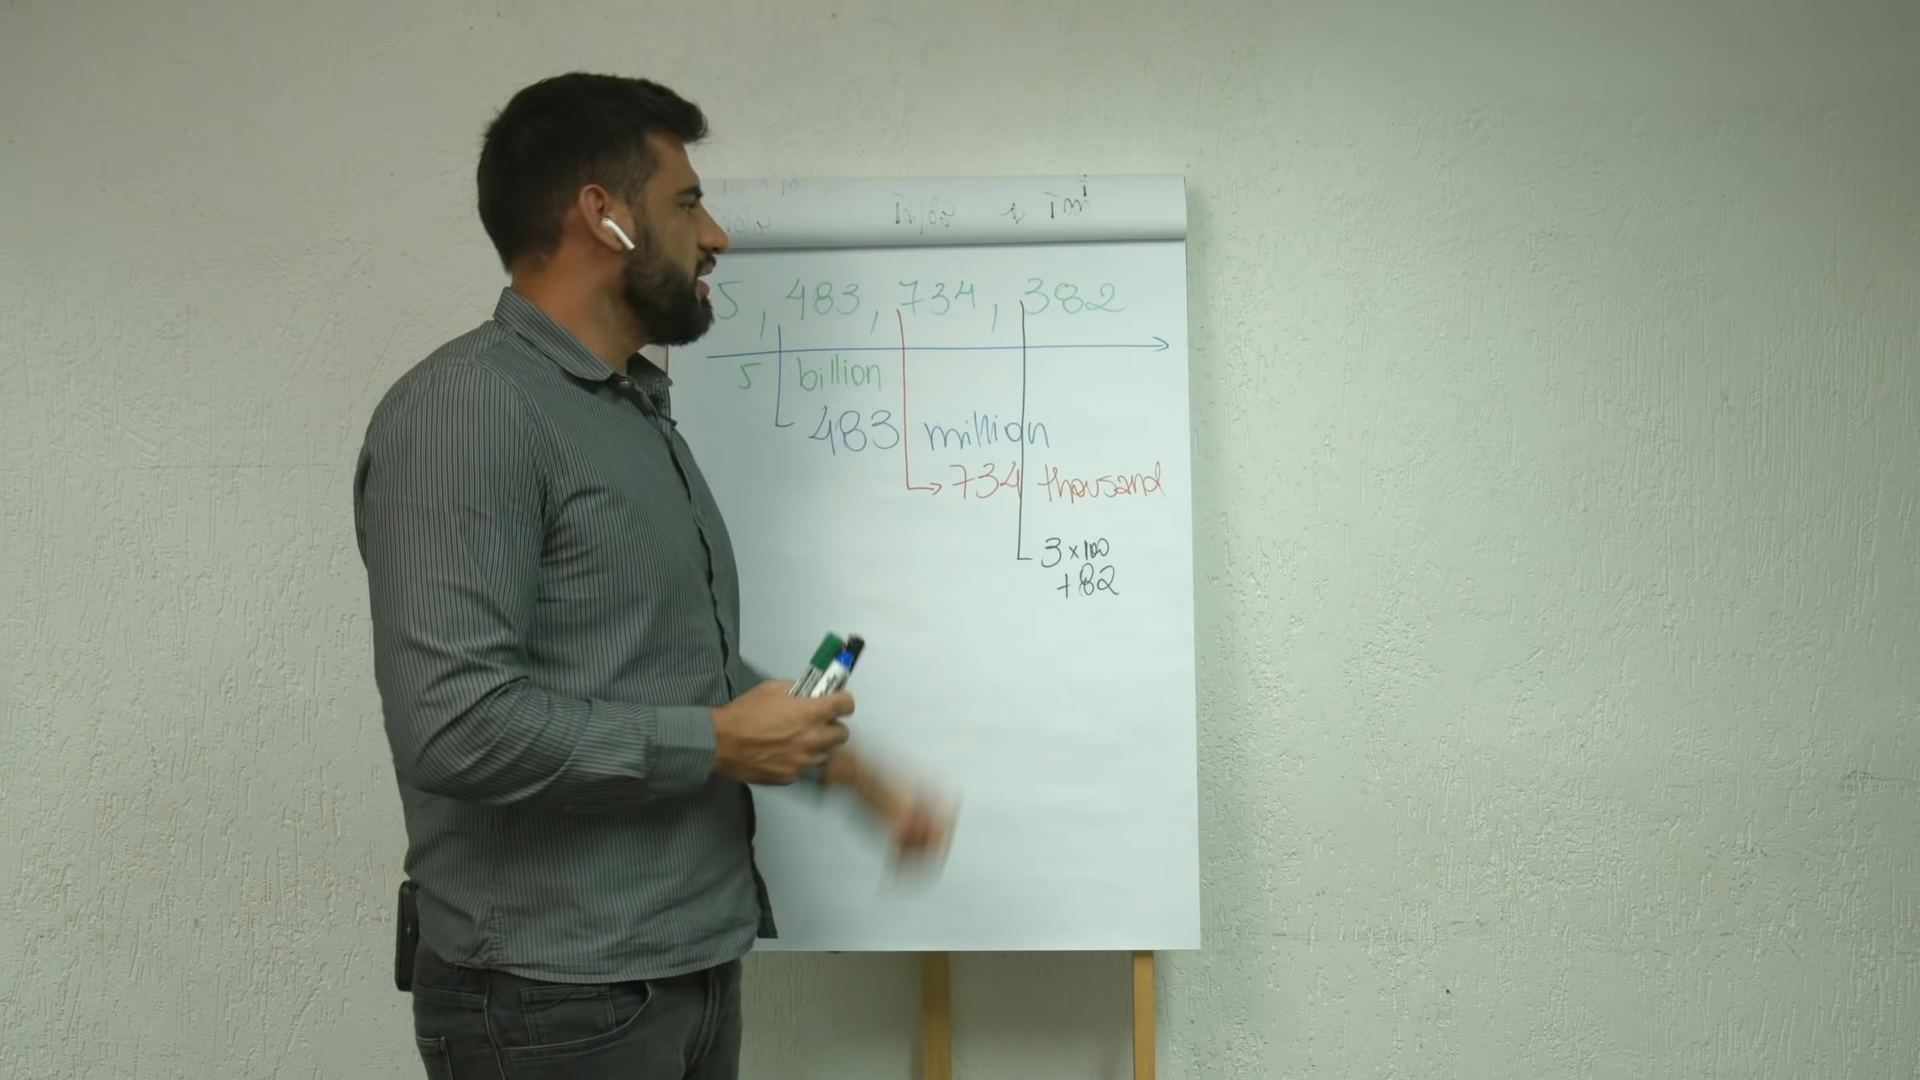 5, 483, 734, 382
5 billion
483 million
734 thousand
3 x 100
+ 82